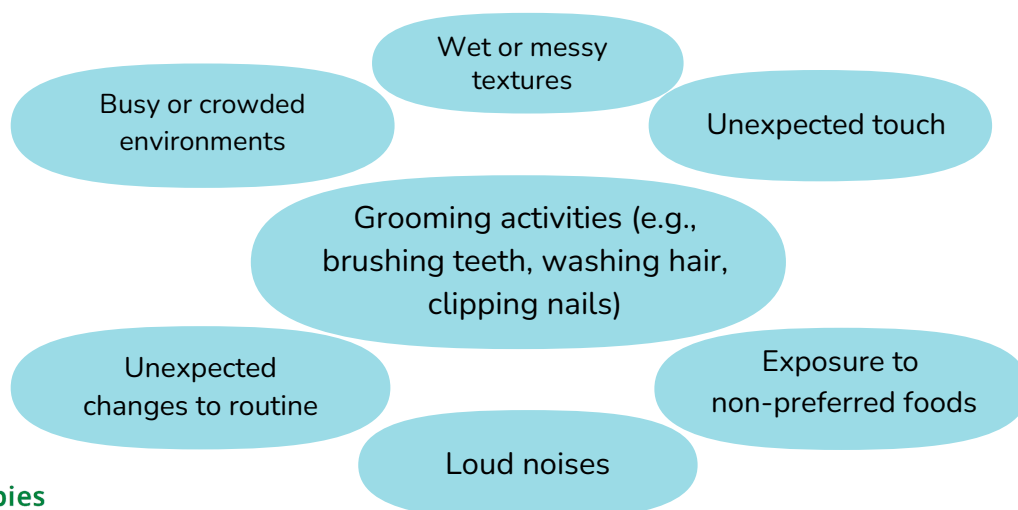 Wet or messy
textures
Busy or crowded
environments
Unexpected touch
Grooming activities (e.g.,
brushing teeth, washing hair,
clipping nails)
Unexpected
changes to routine
Exposure to
non-preferred foods
Loud noises